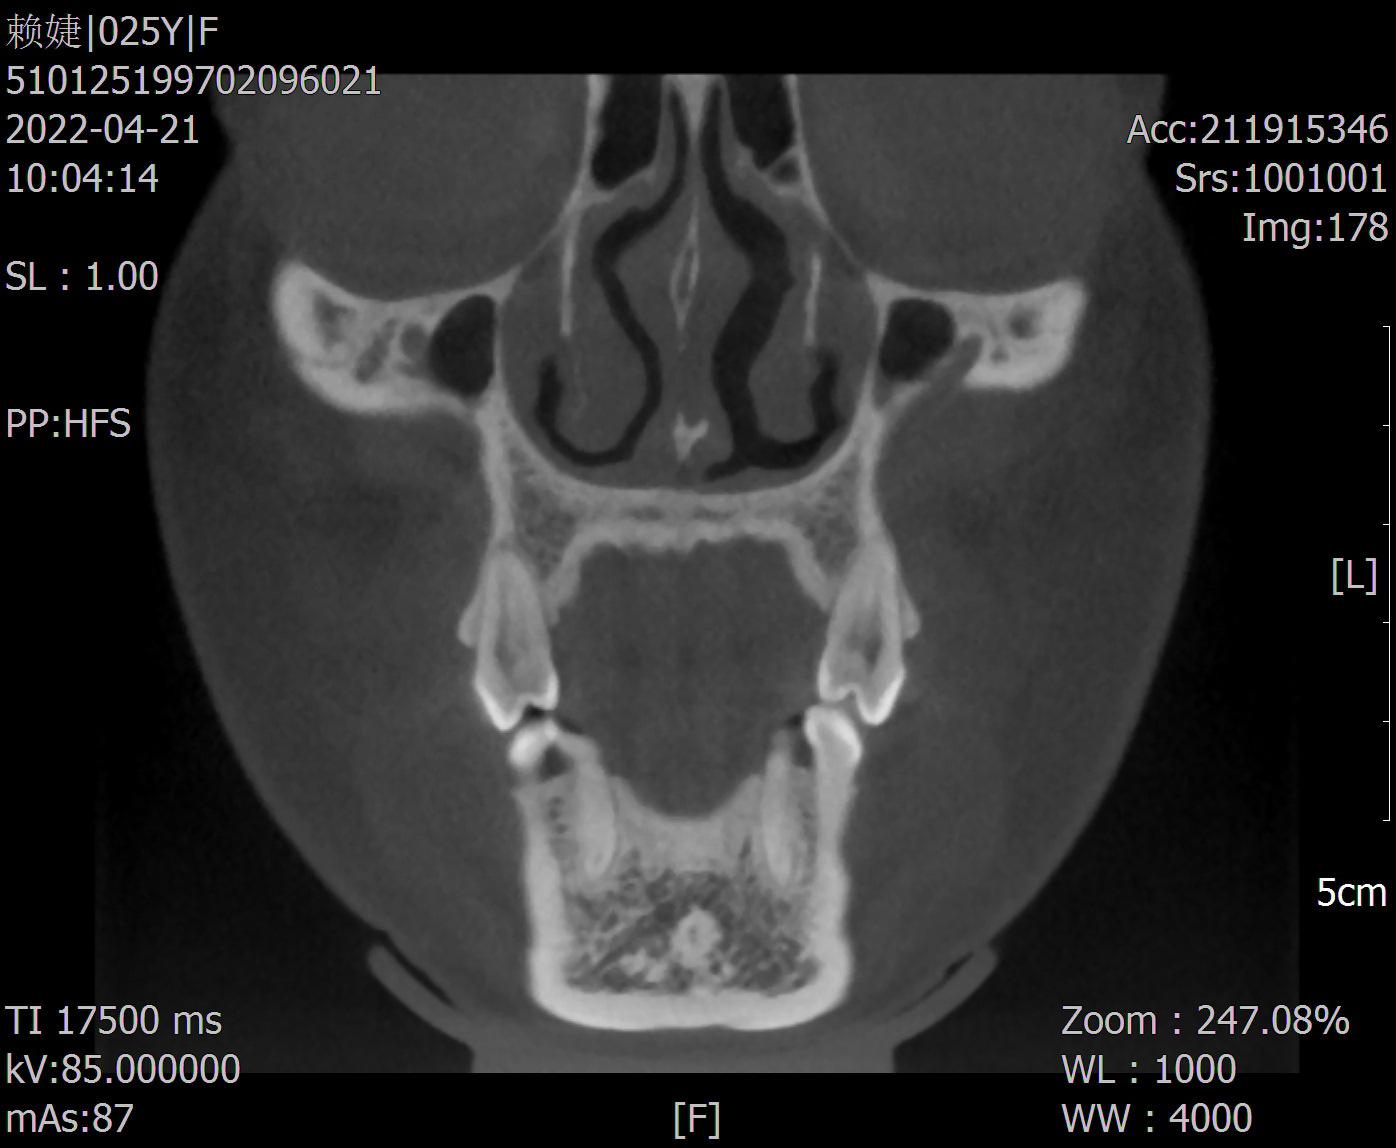 赖婕|025Y|F
510125199702096021
2022-04-21
10:04:14
Acc:211915346
Srs:1001001
Img:178
SL : 1.00
PP:HFS
[L]
5cm
TI 17500 ms
kV:85.000000
mAs:87
[F]
Zoom : 247.08%
WL : 1000
WW : 4000